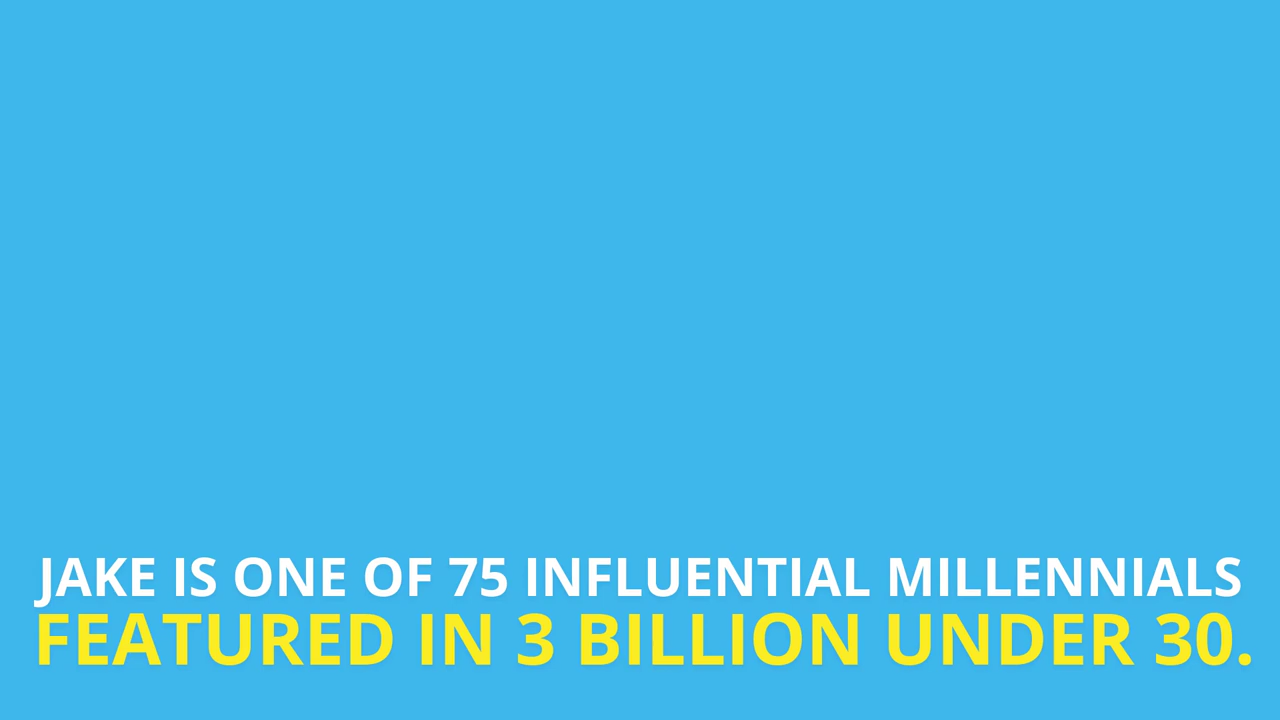 JAKE IS ONE OF 75 INFLUENTIAL MILLENNIALS
FEATURED IN 3 BILLION UNDER 30.